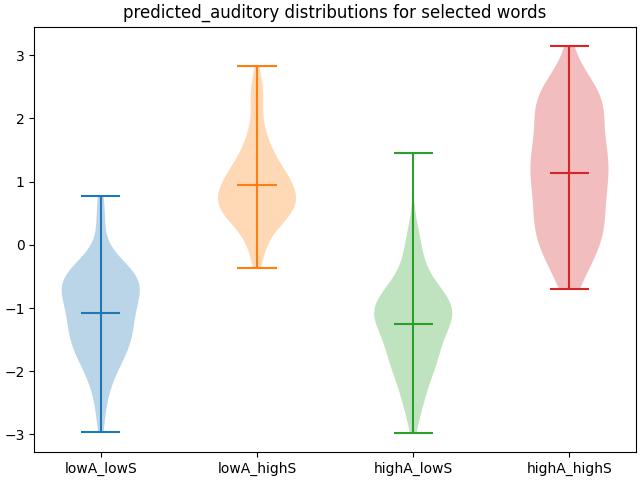 predicted_auditory distributions for selected words
3
2
1
0
−1
−2
−3
lowA_lowS
lowA_highS
highA_lowS
highA_highS